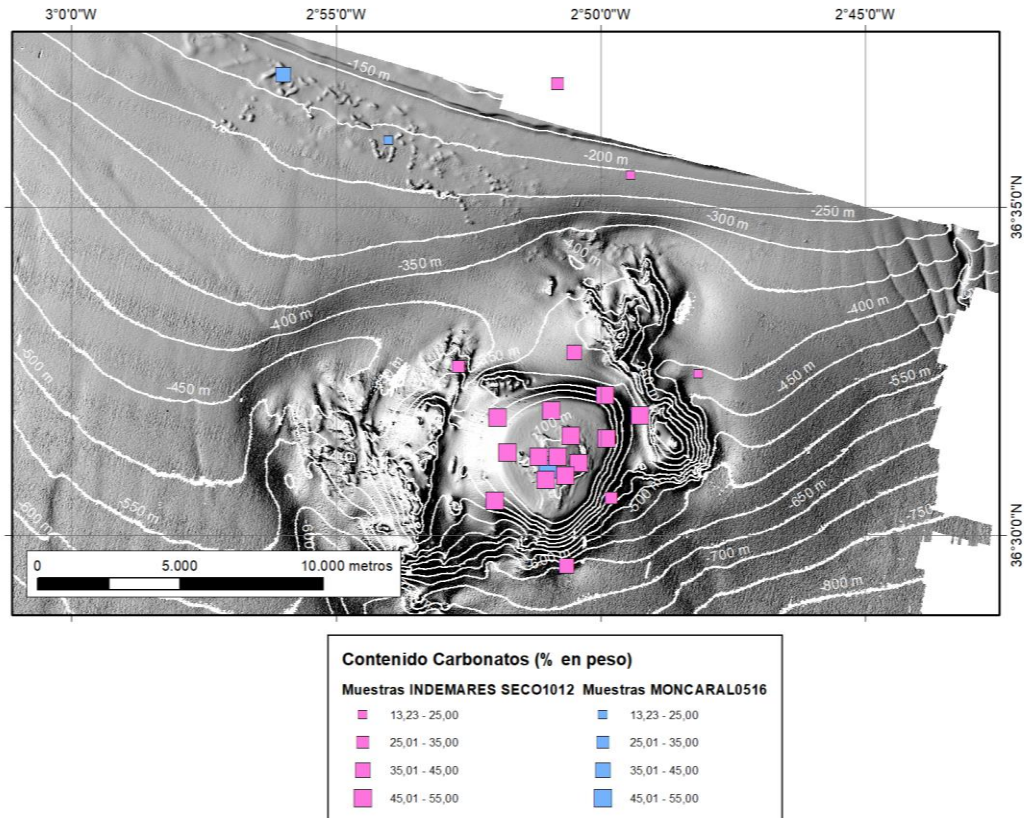 3°0'0"W 2°55'0"W 2°50'0"W 2°45'0"W
-150 m
-200 m
36°35'0"N
-250 m
-300 m
-400 m
-350 m
-400 m
-400 m
-450 m
-500 m
-450 m
-550 m
-100 m
-500
-650 m
-550 m
-600 m
-750
36°30'0"N
-700 m
-800 m
0 5.000 10.000 metros
Contenido Carbonatos (% en peso)
Muestras INDEMARES SECO1012 Muestras MONCARAL0516
13,23 - 25,00 13,23 - 25,00
25,01 - 35,00 25,01 - 35,00
35,01 - 45,00 35,01 - 45,00
45,01 - 55,00 45,01 - 55,00